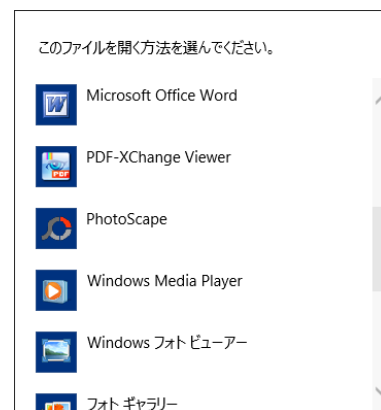 このファイルを開く方法を選んでください。
Microsoft Office Word
PDF-XChange Viewer
PhotoScape
Windows Media Player
Windows フォト ビューアー
フォト ギャラリー